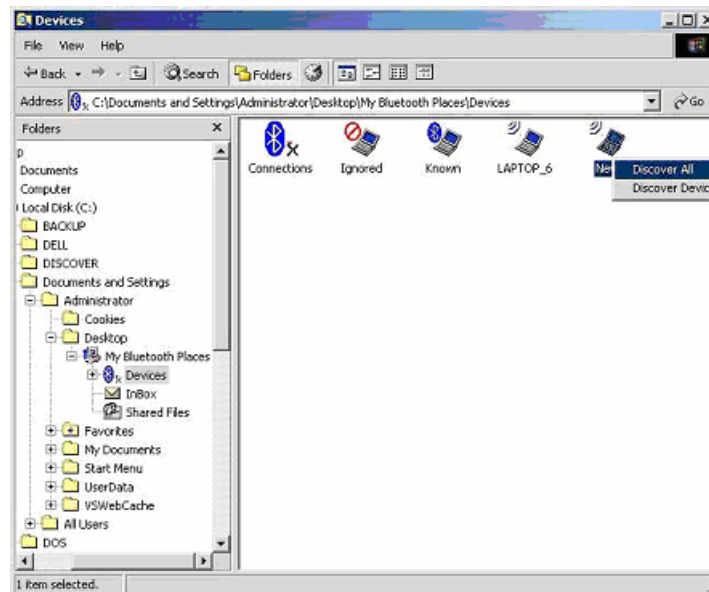 Devices
File View Help
Back Search Folders Go
Address C:\Documents and Settings\Administrator\Desktop\My Bluetooth Places\Devices
Folders x
p
Documents
Computer
Local Disk (C:)
BACKUP
DELL
DISCOVER
Documents and Settings
Administrator
Cookies
Desktop
My Bluetooth Places
Devices
InBox
Shared Files
Favorites
My Documents
Start Menu
UserData
VSWebCache
All Users
DOS
Connections Ignored Known LAPTOP_6 Ne
Discover All
Discover Devic
1 item selected.